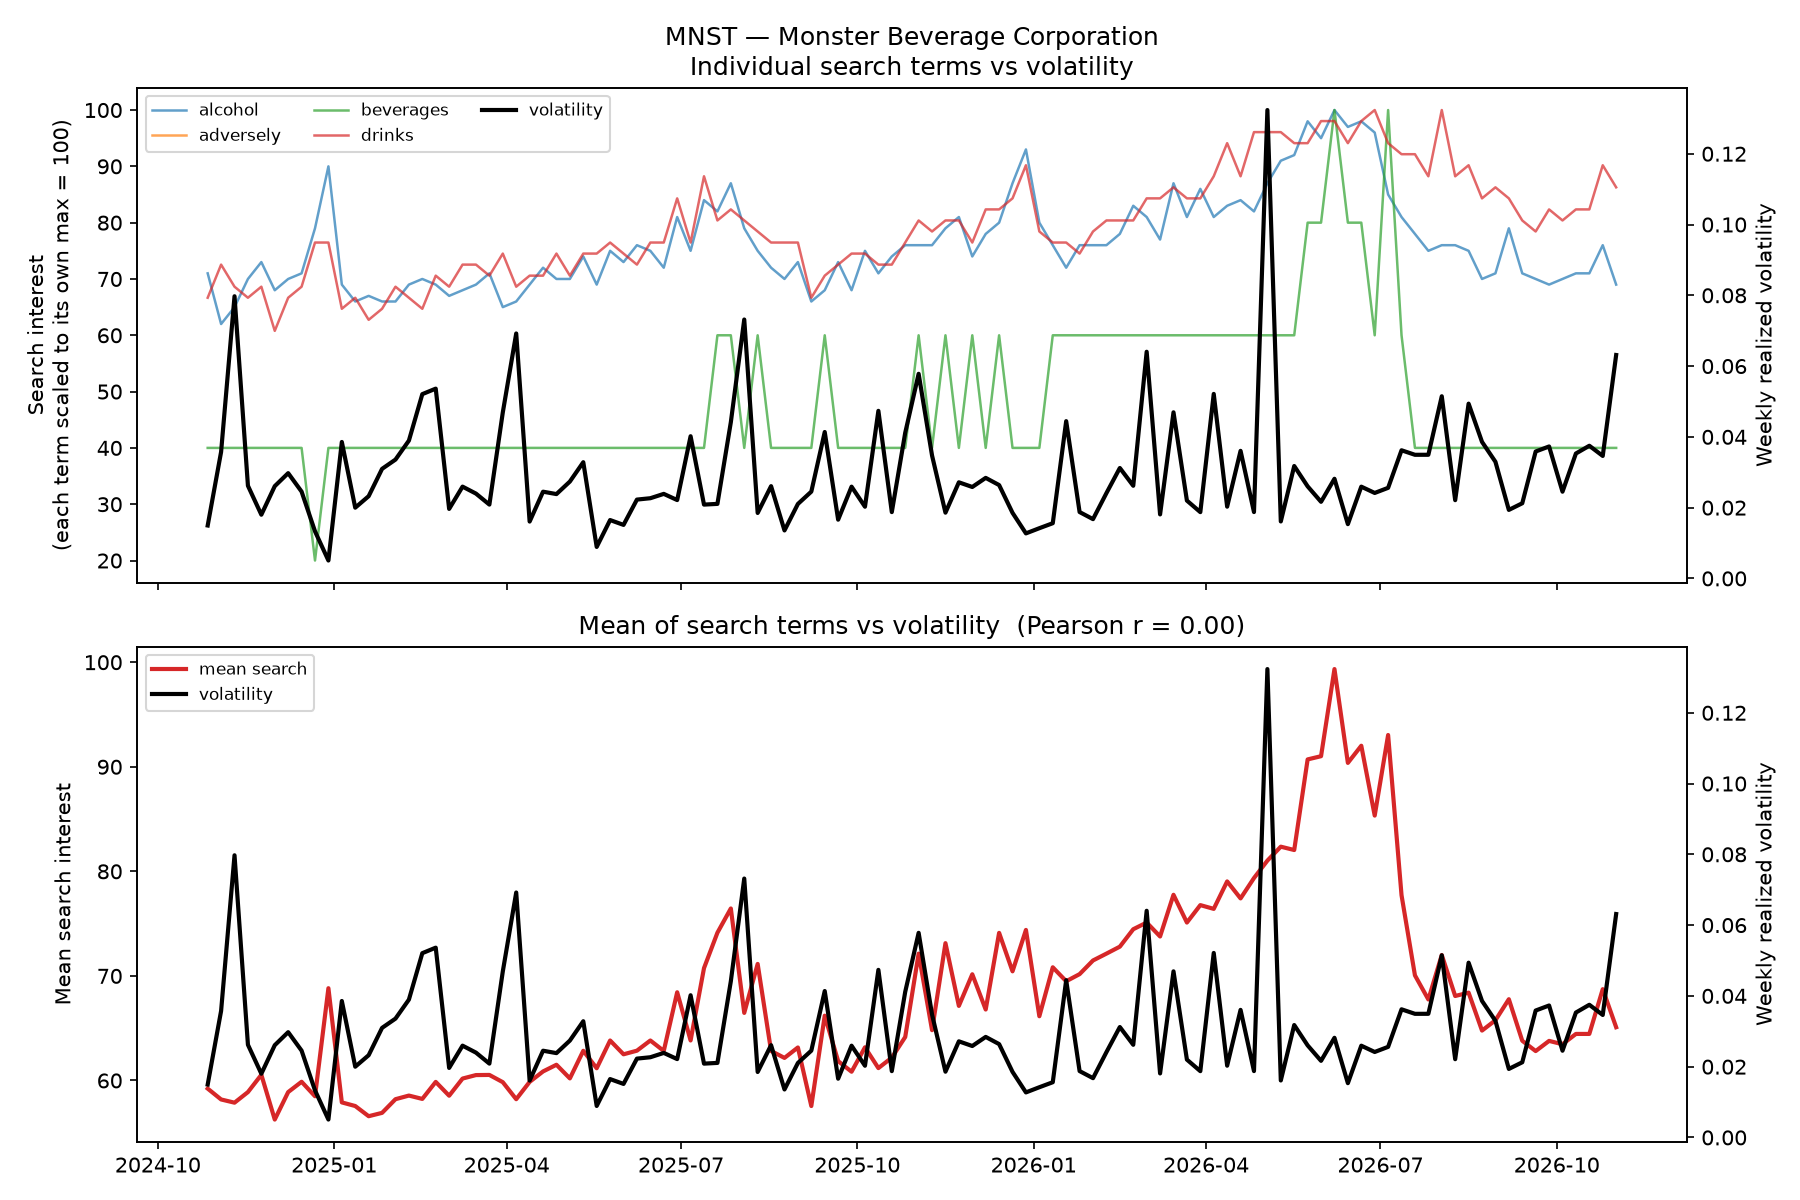 MNST — Monster Beverage Corporation
Individual search terms vs volatility
alcohol
adversely
beverages
drinks
volatility
Search interest
(each term scaled to its own max = 100)
100
90
80
70
60
50
40
30
20
Weekly realized volatility
0.12
0.10
0.08
0.06
0.04
0.02
0.00
Mean of search terms vs volatility (Pearson r = 0.00)
mean search
volatility
Mean search interest
100
90
80
70
60
Weekly realized volatility
0.12
0.10
0.08
0.06
0.04
0.02
0.00
2024-10
2025-01
2025-04
2025-07
2025-10
2026-01
2026-04
2026-07
2026-10